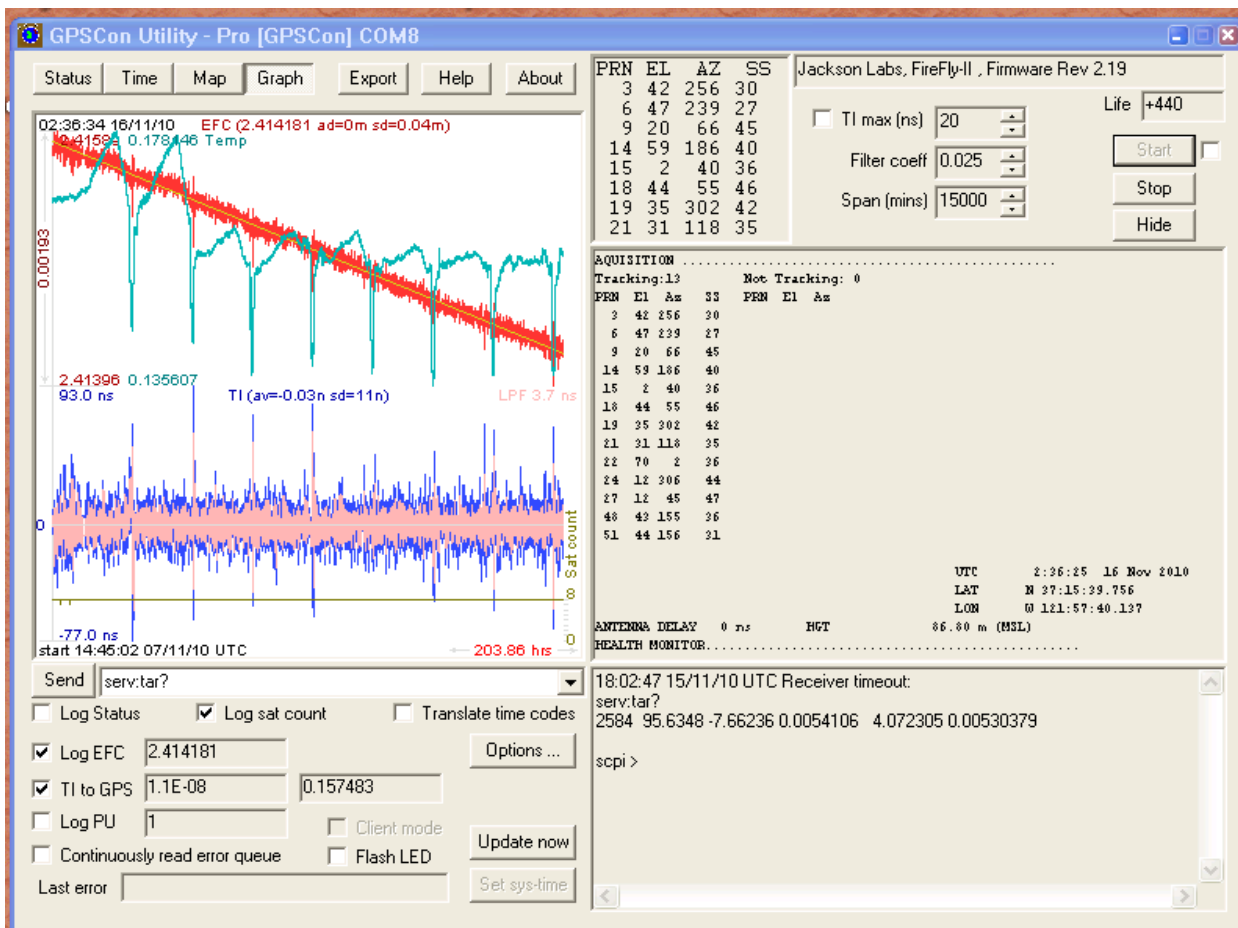 GPSCon Utility - Pro [GPSCon] COM8
Status Time Map Graph Export Help About
02:36:34 16/11/10 EFC (2.414181 ad=0m sd=0.04m)
2.41589 0.178446 Temp
0.00193
2.41396 0.135607
93.0 ns TI (av=-0.03n sd=11n) LPF 3.7 ns
0
8 Sat count
0
-77.0 ns
start 14:45:02 07/11/10 UTC 203.86 hrs
PRN EL AZ SS
3 42 256 30
6 47 239 27
9 20 66 45
14 59 186 40
15 2 40 36
18 44 55 46
19 35 302 42
21 31 118 35
Jackson Labs, FireFly-II , Firmware Rev 2.19
Life +440
TI max (ns) 20
Filter coeff 0.025
Span (mins) 15000
Start
Stop
Hide
AQUISITION ............................................................
Tracking:13 Not Tracking: 0
PRN El Az SS PRN El Az
3 42 256 30
6 47 239 27
9 20 66 45
14 59 186 40
15 2 40 36
18 44 55 46
19 35 302 42
21 31 118 35
22 70 2 36
24 12 306 44
27 12 45 47
48 43 155 36
51 44 156 31
UTC 2:36:25 16 Nov 2010
LAT N 37:15:39.756
LON W 121:57:40.137
ANTENNA DELAY 0 ns HGT 86.80 m (MSL)
HEALTH MONITOR............................................................
Send serv:tar?
Log Status Log sat count Translate time codes
Log EFC 2.414181 Options ...
TI to GPS 1.1E-08 0.157483
Log PU 1 Client mode
Update now
Continuously read error queue Flash LED
Last error Set sys-time
18:02:47 15/11/10 UTC Receiver timeout:
serv:tar?
2584 95.6348 -7.66236 0.0054106 4.072305 0.00530379
scpi >